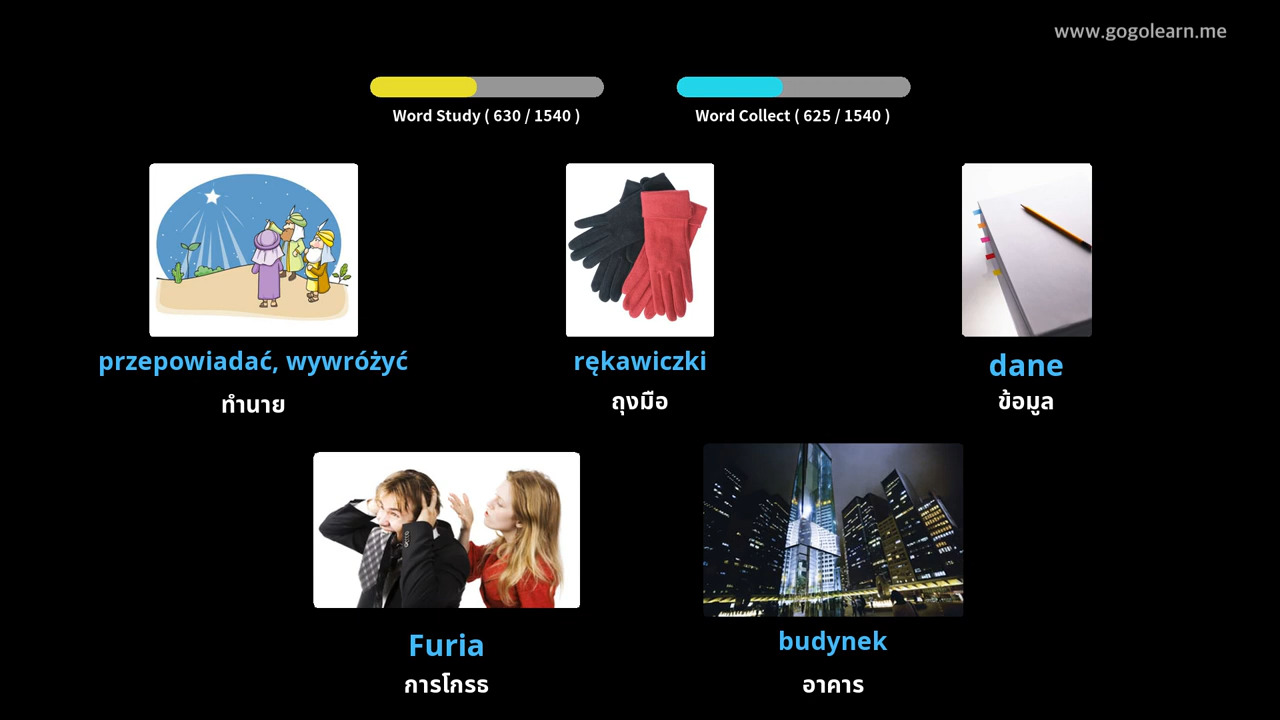 www.gogolearn.me
Word Study ( 630 / 1540 )
Word Collect ( 625 / 1540 )
przepowiadać, wywróżyć
ทำนาย
rękawiczki
ถุงมือ
dane
ข้อมูล
Furia
การโกรธ
budynek
อาคาร